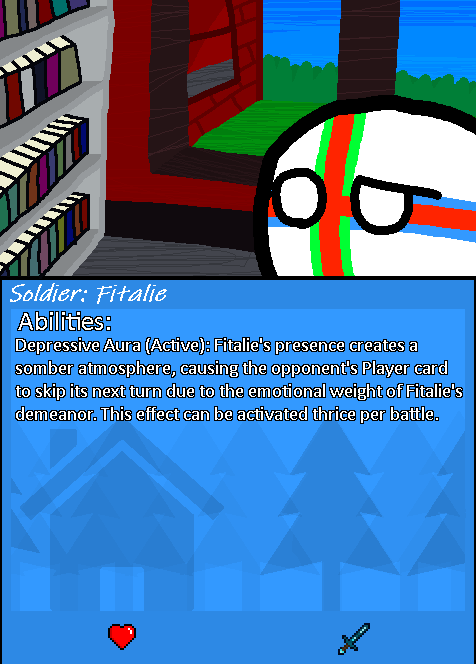 Soldier: Fitalie
Abilities:
Depressive Aura (Active): Fitalie's presence creates a
somber atmosphere, causing the opponent's Player card
to skip its next turn due to the emotional weight of Fitalie's
demeanor. This effect can be activated thrice per battle.